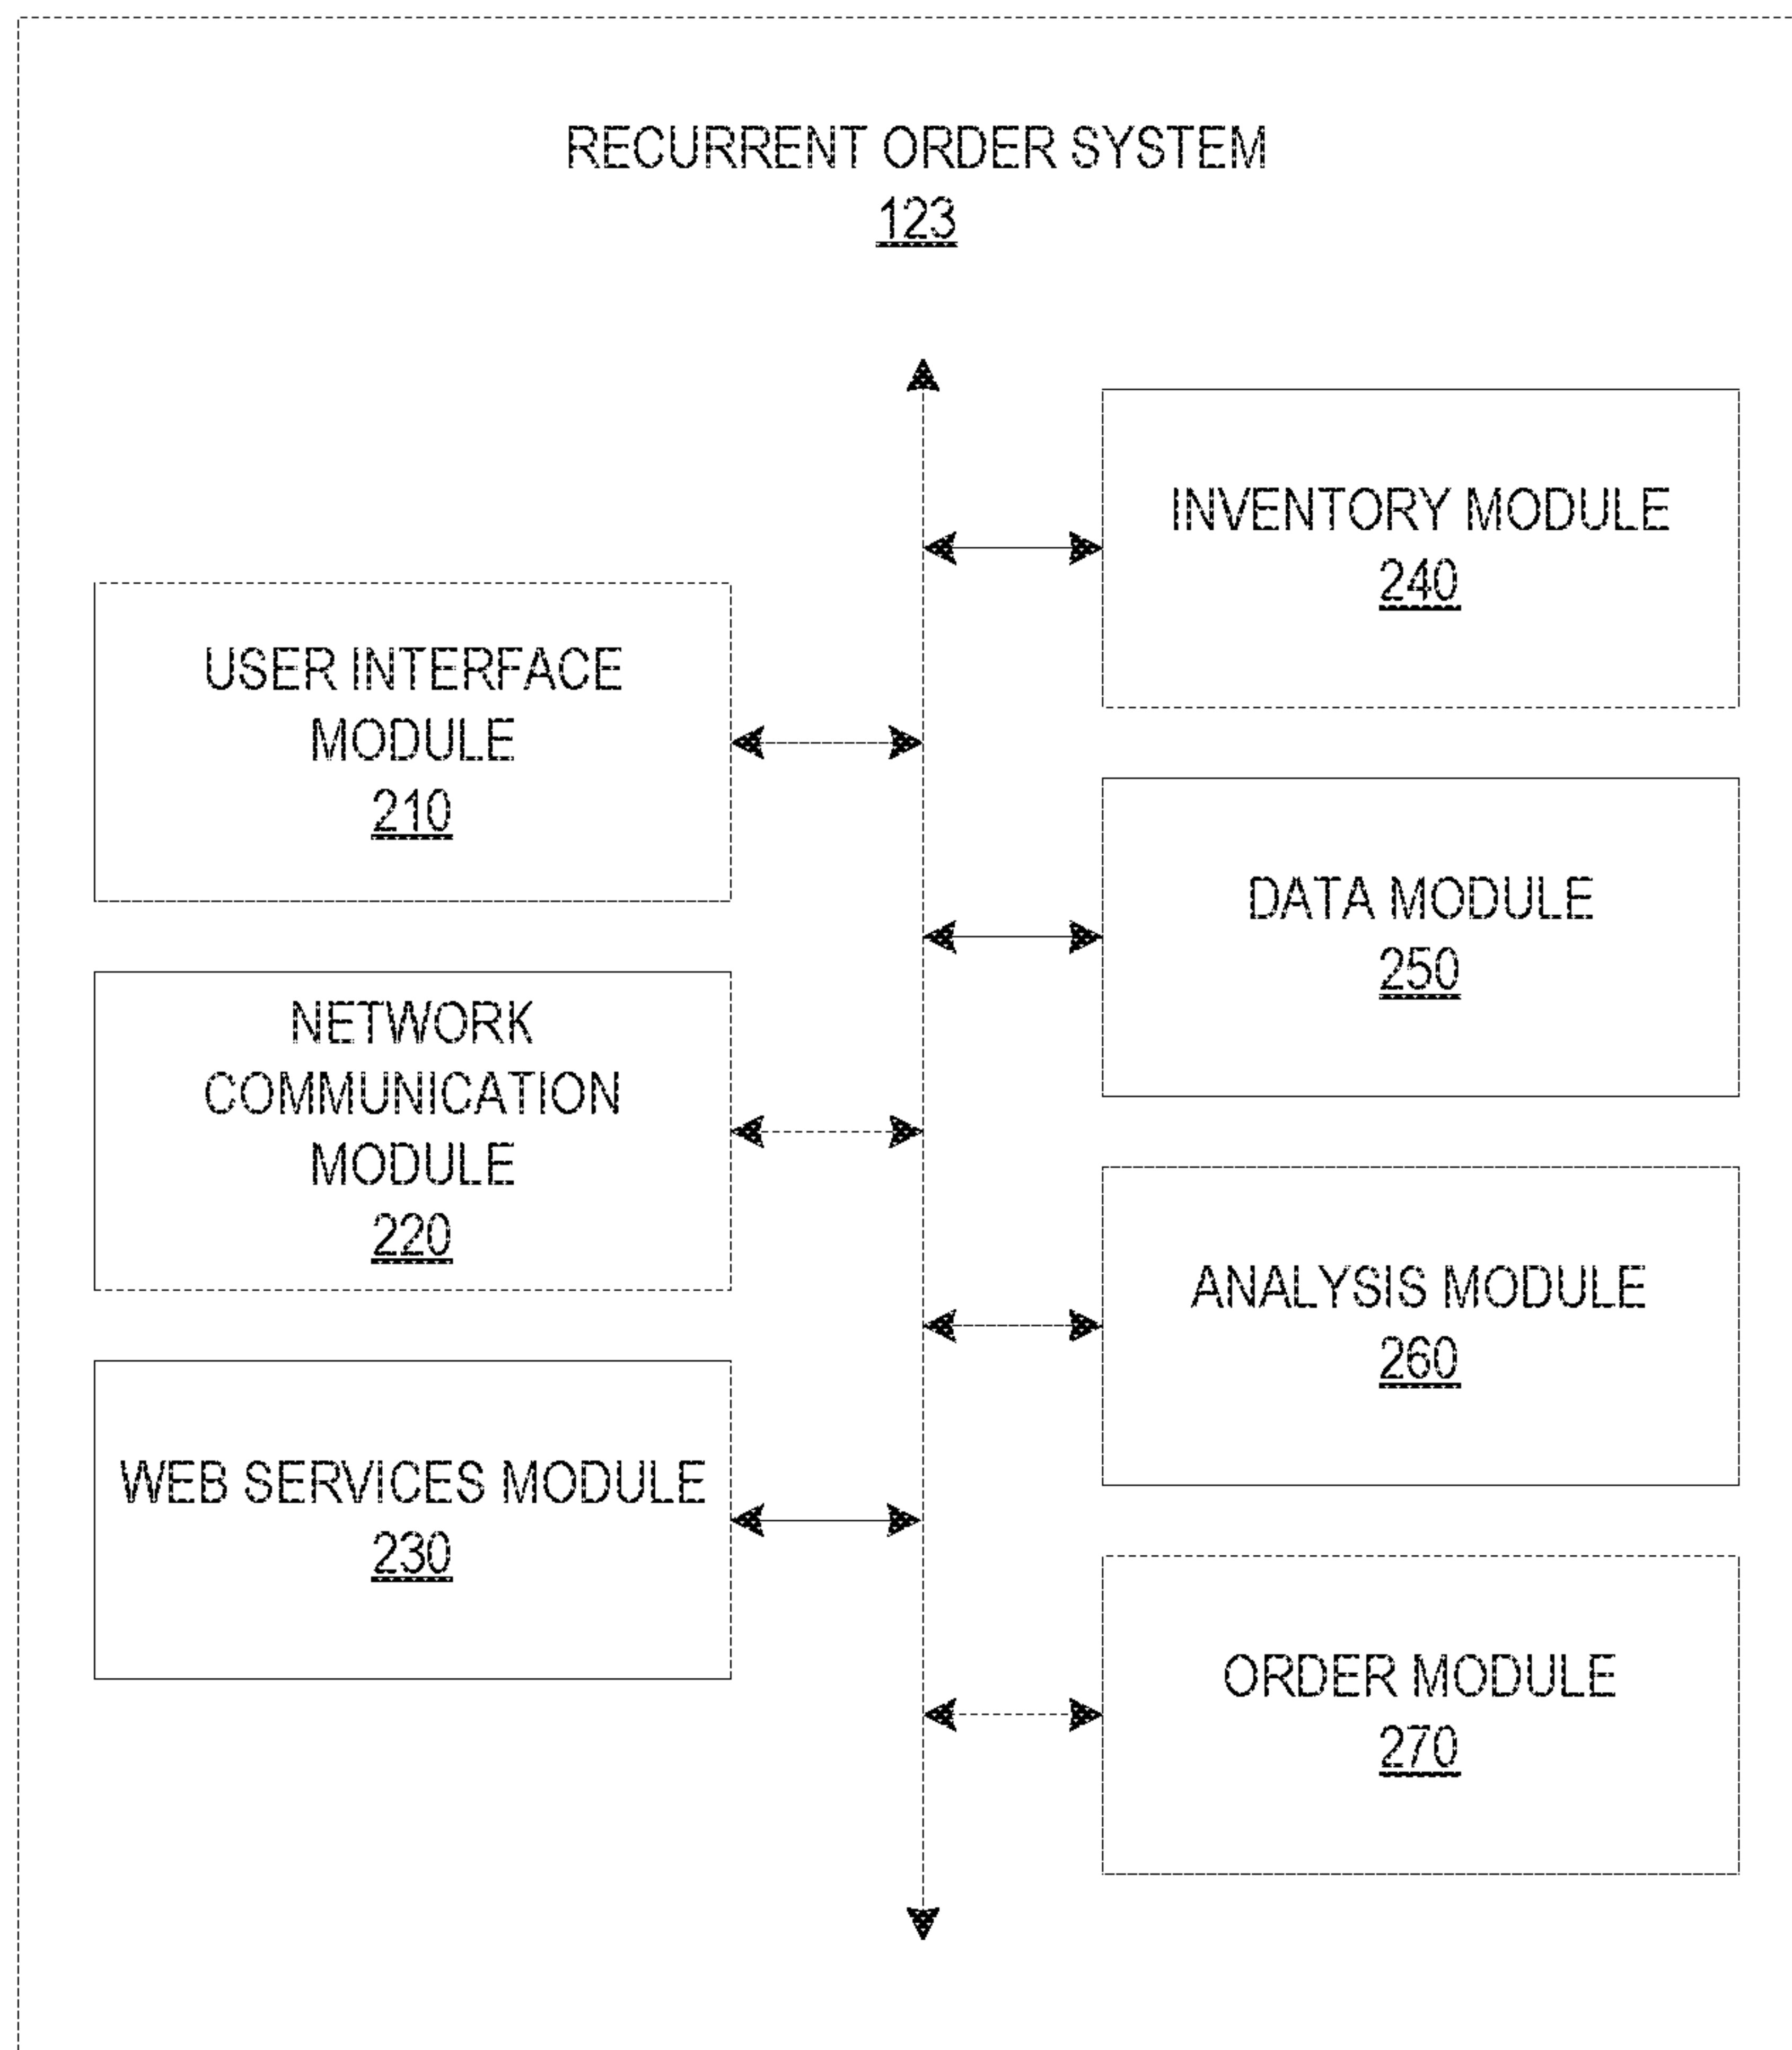 RECURRENT ORDER SYSTEM
123
USER INTERFACE
MODULE
210
NETWORK
COMMUNICATION
MODULE
220
WEB SERVICES MODULE
230
INVENTORY MODULE
240
DATA MODULE
250
ANALYSIS MODULE
260
ORDER MODULE
270